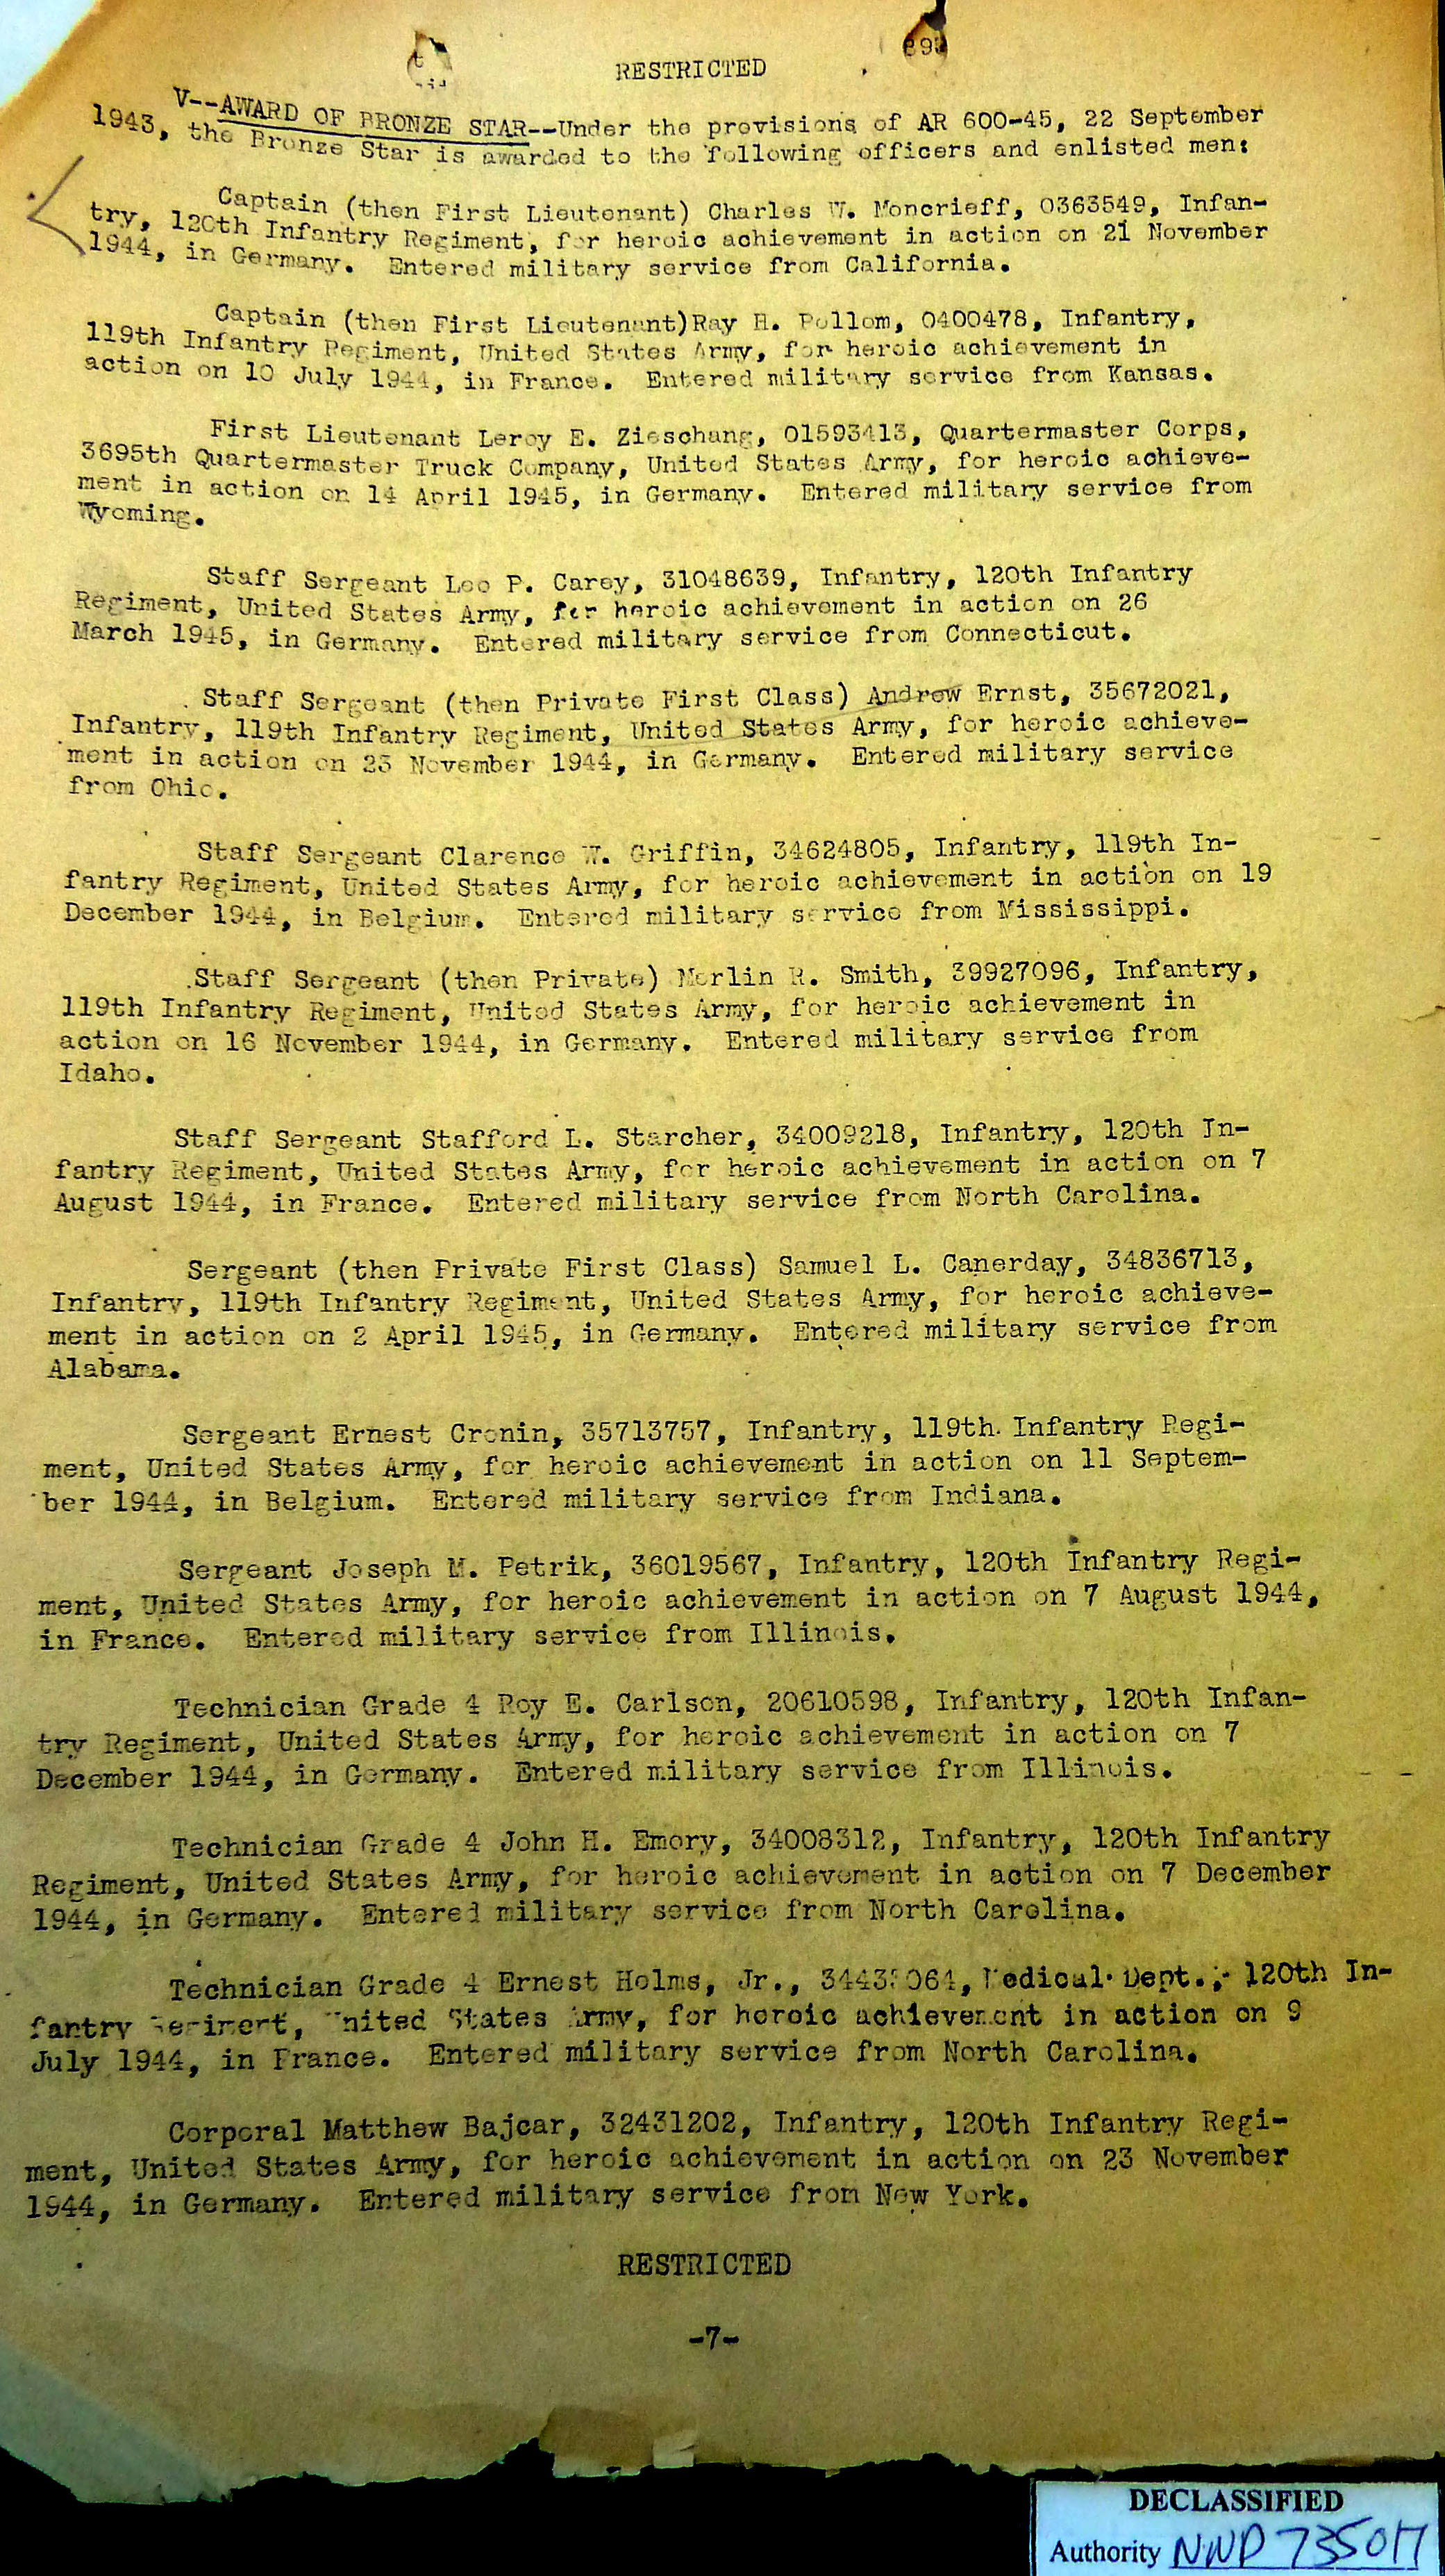 RESTRICTED
V--AWARD OF BRONZE STAR--Under the provisions of AR 600-45, 22 September
1943, the Bronze Star is awarded to the following officers and enlisted men:
Captain (then First Lieutenant) Charles W. Moncrieff, 0363549, Infan-
try, 120th Infantry Regiment, for heroic achievement in action on 21 November
1944, in Germany. Entered military service from California.
Captain (then First Lieutenant)Ray H. Pollom, 0400478, Infantry,
119th Infantry Regiment, United States Army, for heroic achievement in
action on 10 July 1944, in France. Entered military service from Kansas.
First Lieutenant Leroy E. Zieschang, 01593413, Quartermaster Corps,
3695th Quartermaster Truck Company, United States Army, for heroic achieve-
ment in action on 14 April 1945, in Germany. Entered military service from
Wyoming.
Staff Sergeant Leo P. Carey, 31048639, Infantry, 120th Infantry
Regiment, United States Army, for heroic achievement in action on 26
March 1945, in Germany. Entered military service from Connecticut.
Staff Sergeant (then Private First Class) Andrew Ernst, 35672021,
Infantry, 119th Infantry Regiment, United States Army, for heroic achieve-
ment in action on 23 November 1944, in Germany. Entered military service
from Ohio.
Staff Sergeant Clarence W. Griffin, 34624805, Infantry, 119th In-
fantry Regiment, United States Army, for heroic achievement in action on 19
December 1944, in Belgium. Entered military service from Mississippi.
Staff Sergeant (then Private) Merlin R. Smith, 39927096, Infantry,
119th Infantry Regiment, United States Army, for heroic achievement in
action on 16 November 1944, in Germany. Entered military service from
Idaho.
Staff Sergeant Stafford L. Starcher, 34009218, Infantry, 120th In-
fantry Regiment, United States Army, for heroic achievement in action on 7
August 1944, in France. Entered military service from North Carolina.
Sergeant (then Private First Class) Samuel L. Canerday, 34836713,
Infantry, 119th Infantry Regiment, United States Army, for heroic achieve-
ment in action on 2 April 1945, in Germany. Entered military service from
Alabama.
Sergeant Ernest Cronin, 35713757, Infantry, 119th Infantry Regi-
ment, United States Army, for heroic achievement in action on 11 Septem-
ber 1944, in Belgium. Entered military service from Indiana.
Sergeant Joseph M. Petrik, 36019567, Infantry, 120th Infantry Regi-
ment, United States Army, for heroic achievement in action on 7 August 1944,
in France. Entered military service from Illinois.
Technician Grade 4 Roy E. Carlson, 20610598, Infantry, 120th Infan-
try Regiment, United States Army, for heroic achievement in action on 7
December 1944, in Germany. Entered military service from Illinois.
Technician Grade 4 John H. Emory, 34008312, Infantry, 120th Infantry
Regiment, United States Army, for heroic achievement in action on 7 December
1944, in Germany. Entered military service from North Carolina.
Technician Grade 4 Ernest Holms, Jr., Medical Dept., 120th In-
fantry Regiment, United States Army, for heroic achievement in action on 9
July 1944, in France. Entered military service from North Carolina.
Corporal Matthew Bajcar, 32431202, Infantry, 120th Infantry Regi-
ment, United States Army, for heroic achievement in action on 23 November
1944, in Germany. Entered military service from New York.
RESTRICTED
-7-
DECLASSIFIED
Authority NND 735017